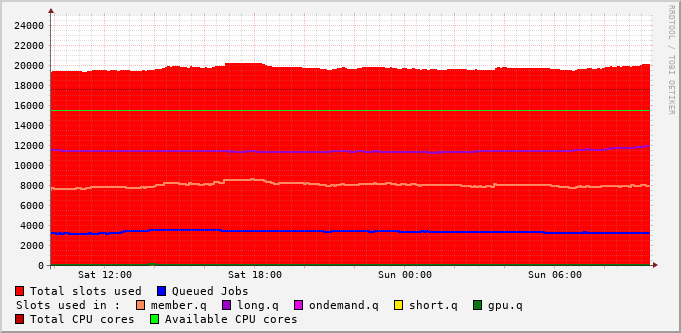 RRDTOOL / TOBI OETIKER
24000
22000
20000
18000
16000
14000
12000
10000
8000
6000
4000
2000
0
Sat 12:00 Sat 18:00 Sun 00:00 Sun 06:00
Total slots used Queued Jobs
Slots used in : member.q long.q ondemand.q short.q gpu.q
Total CPU cores Available CPU cores